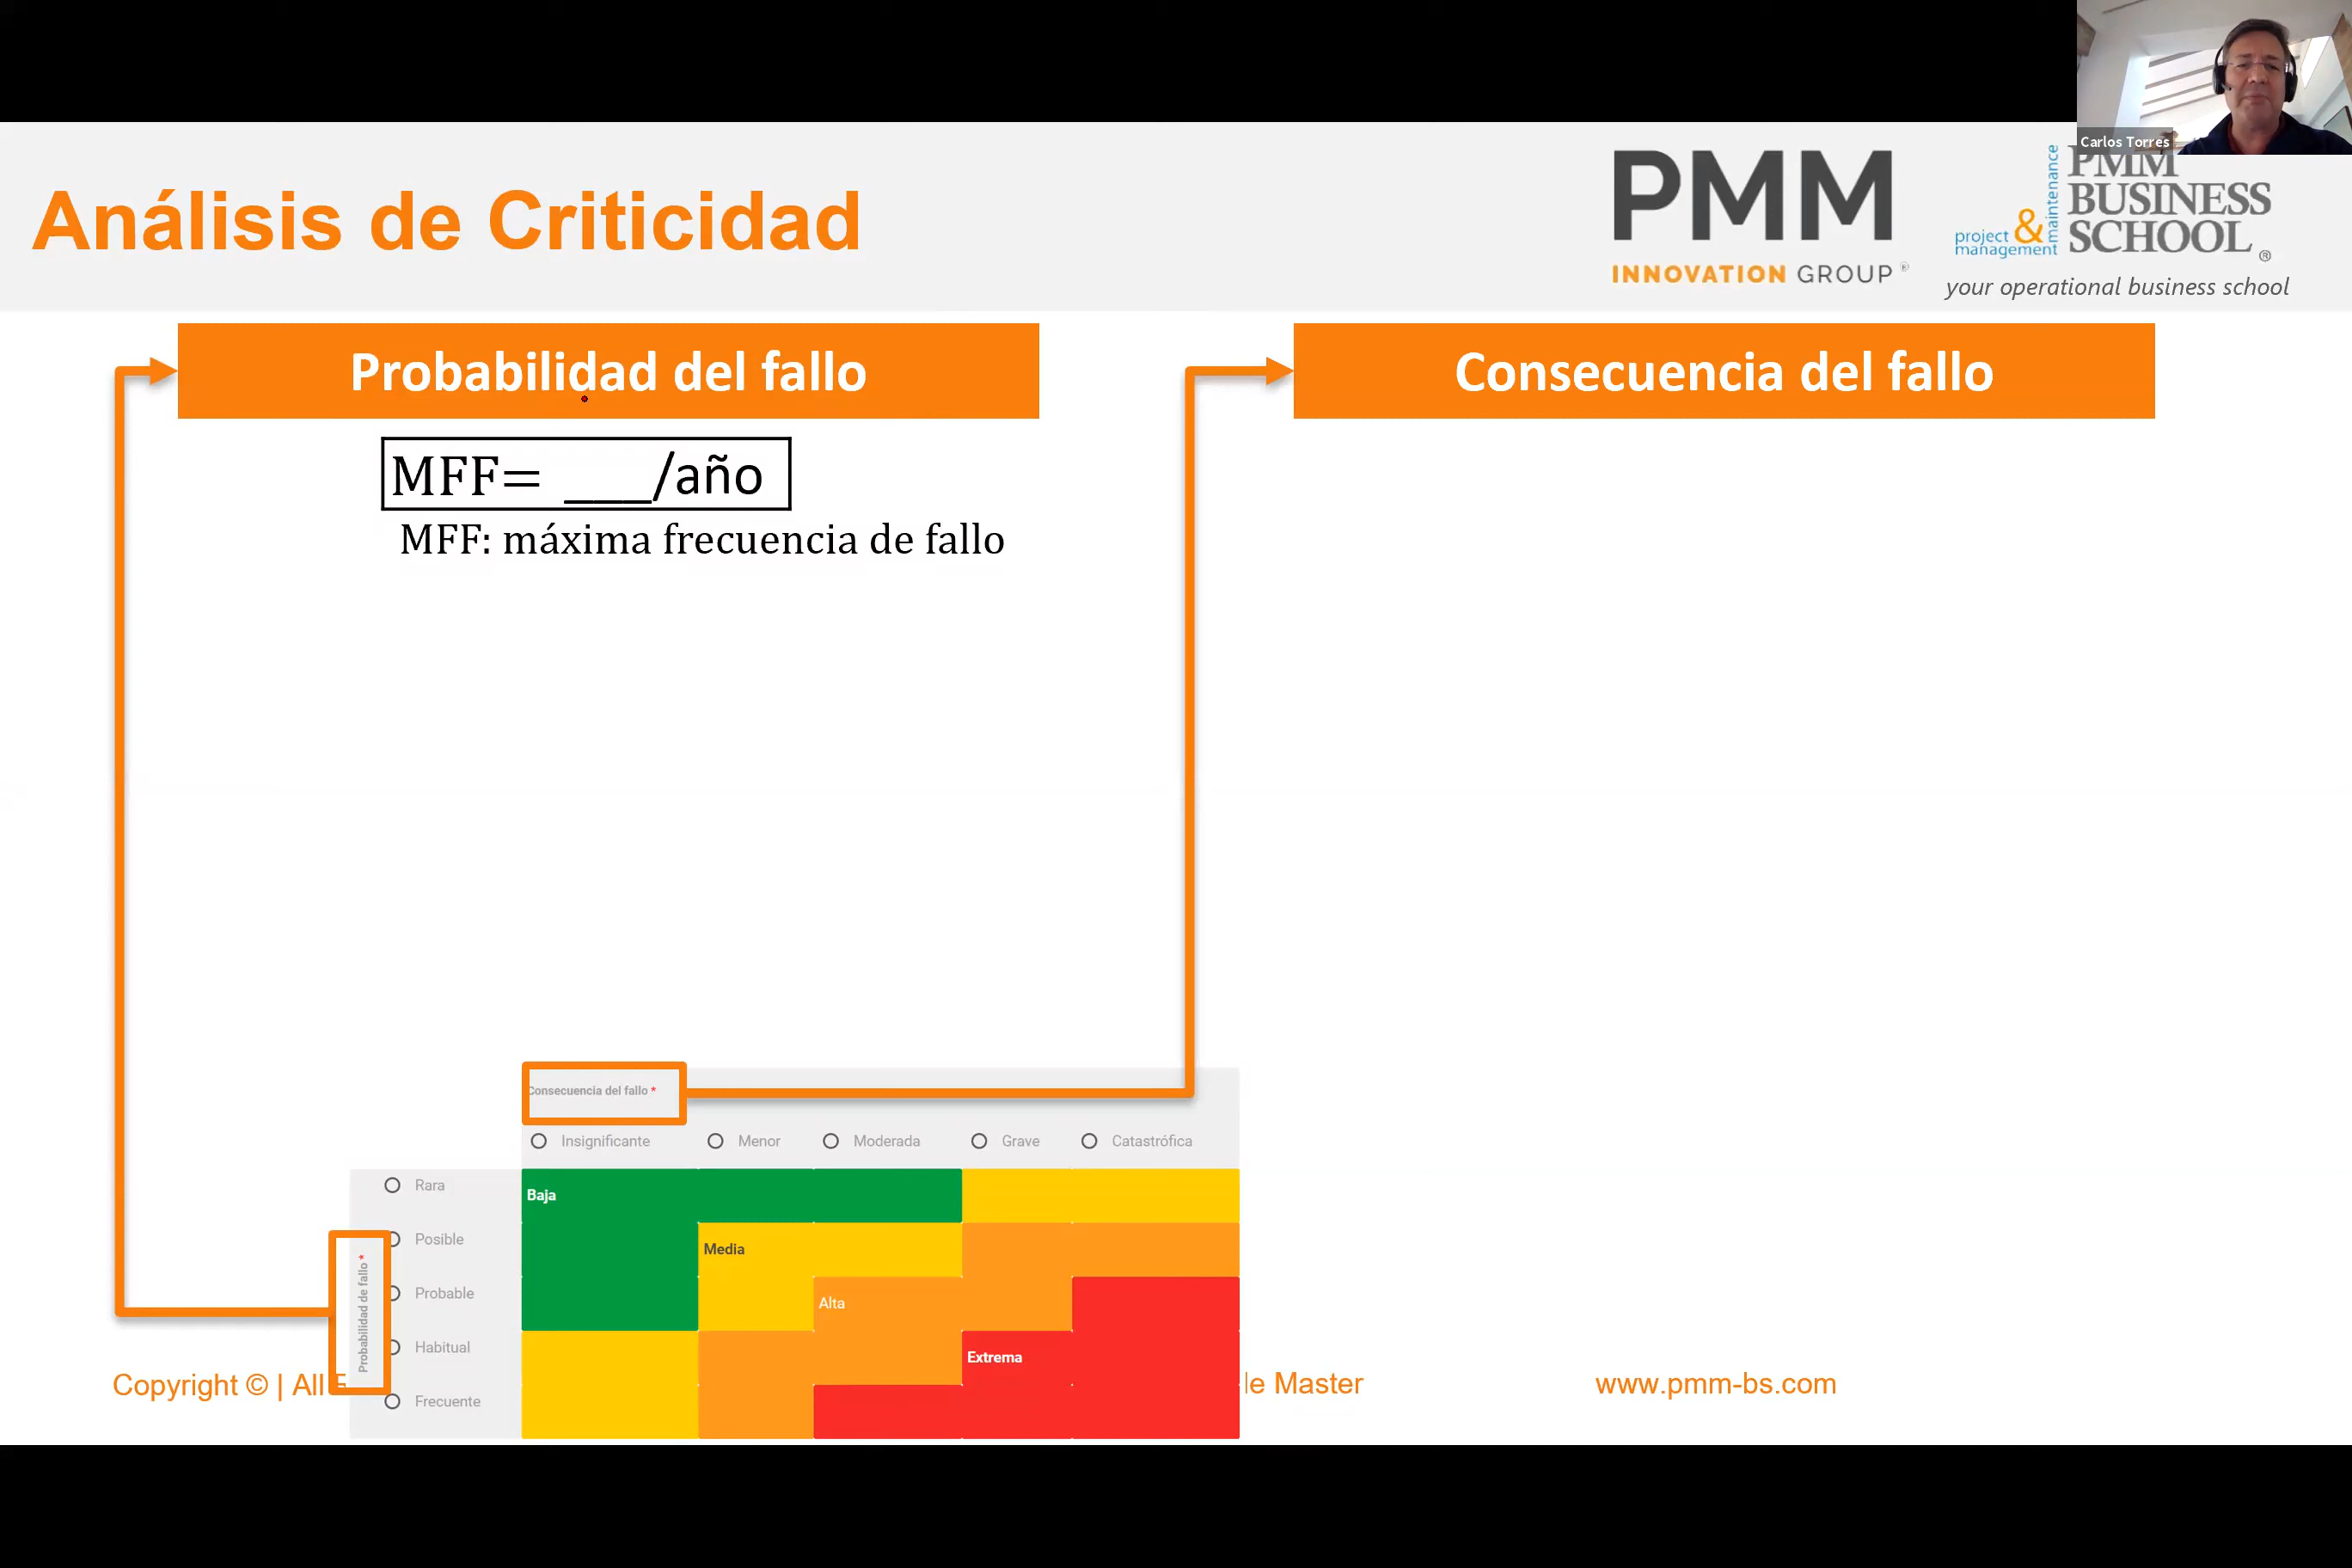 Carlos Torres
Análisis de Criticidad
PMM
INNOVATION GROUP ®
project
management
&
maintenance
PMM
BUSINESS
SCHOOL ®
your operational business school
Probabilidad del fallo
Consecuencia del fallo
MFF= ___/año
MFF: máxima frecuencia de fallo
Consecuencia del fallo *
Insignificante Menor Moderada Grave Catastrófica
Probabilidad de fallo *
Rara
Posible
Probable
Habitual
Frecuente
Baja
Media
Alta
Extrema
Copyright © | All
le Master
www.pmm-bs.com